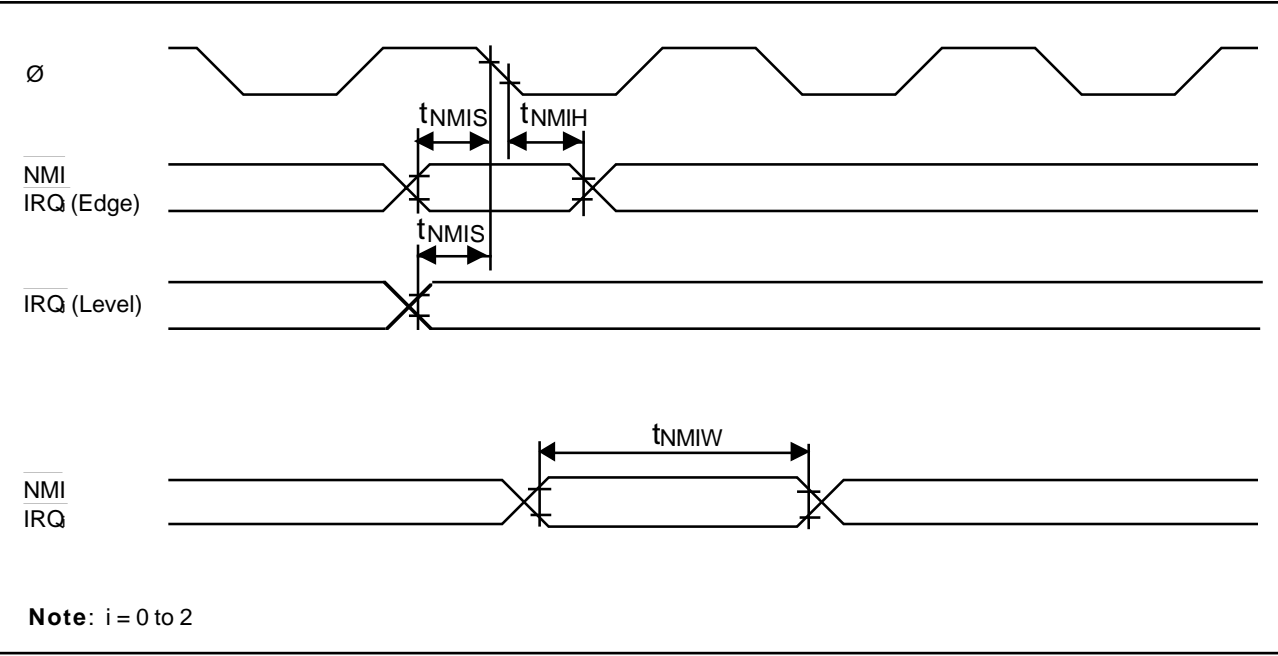 Ø
tNMIS
tNMIH
NMI
IRQi (Edge)
tNMIS
IRQi (Level)
tNMIW
NMI
IRQi
Note: i = 0 to 2